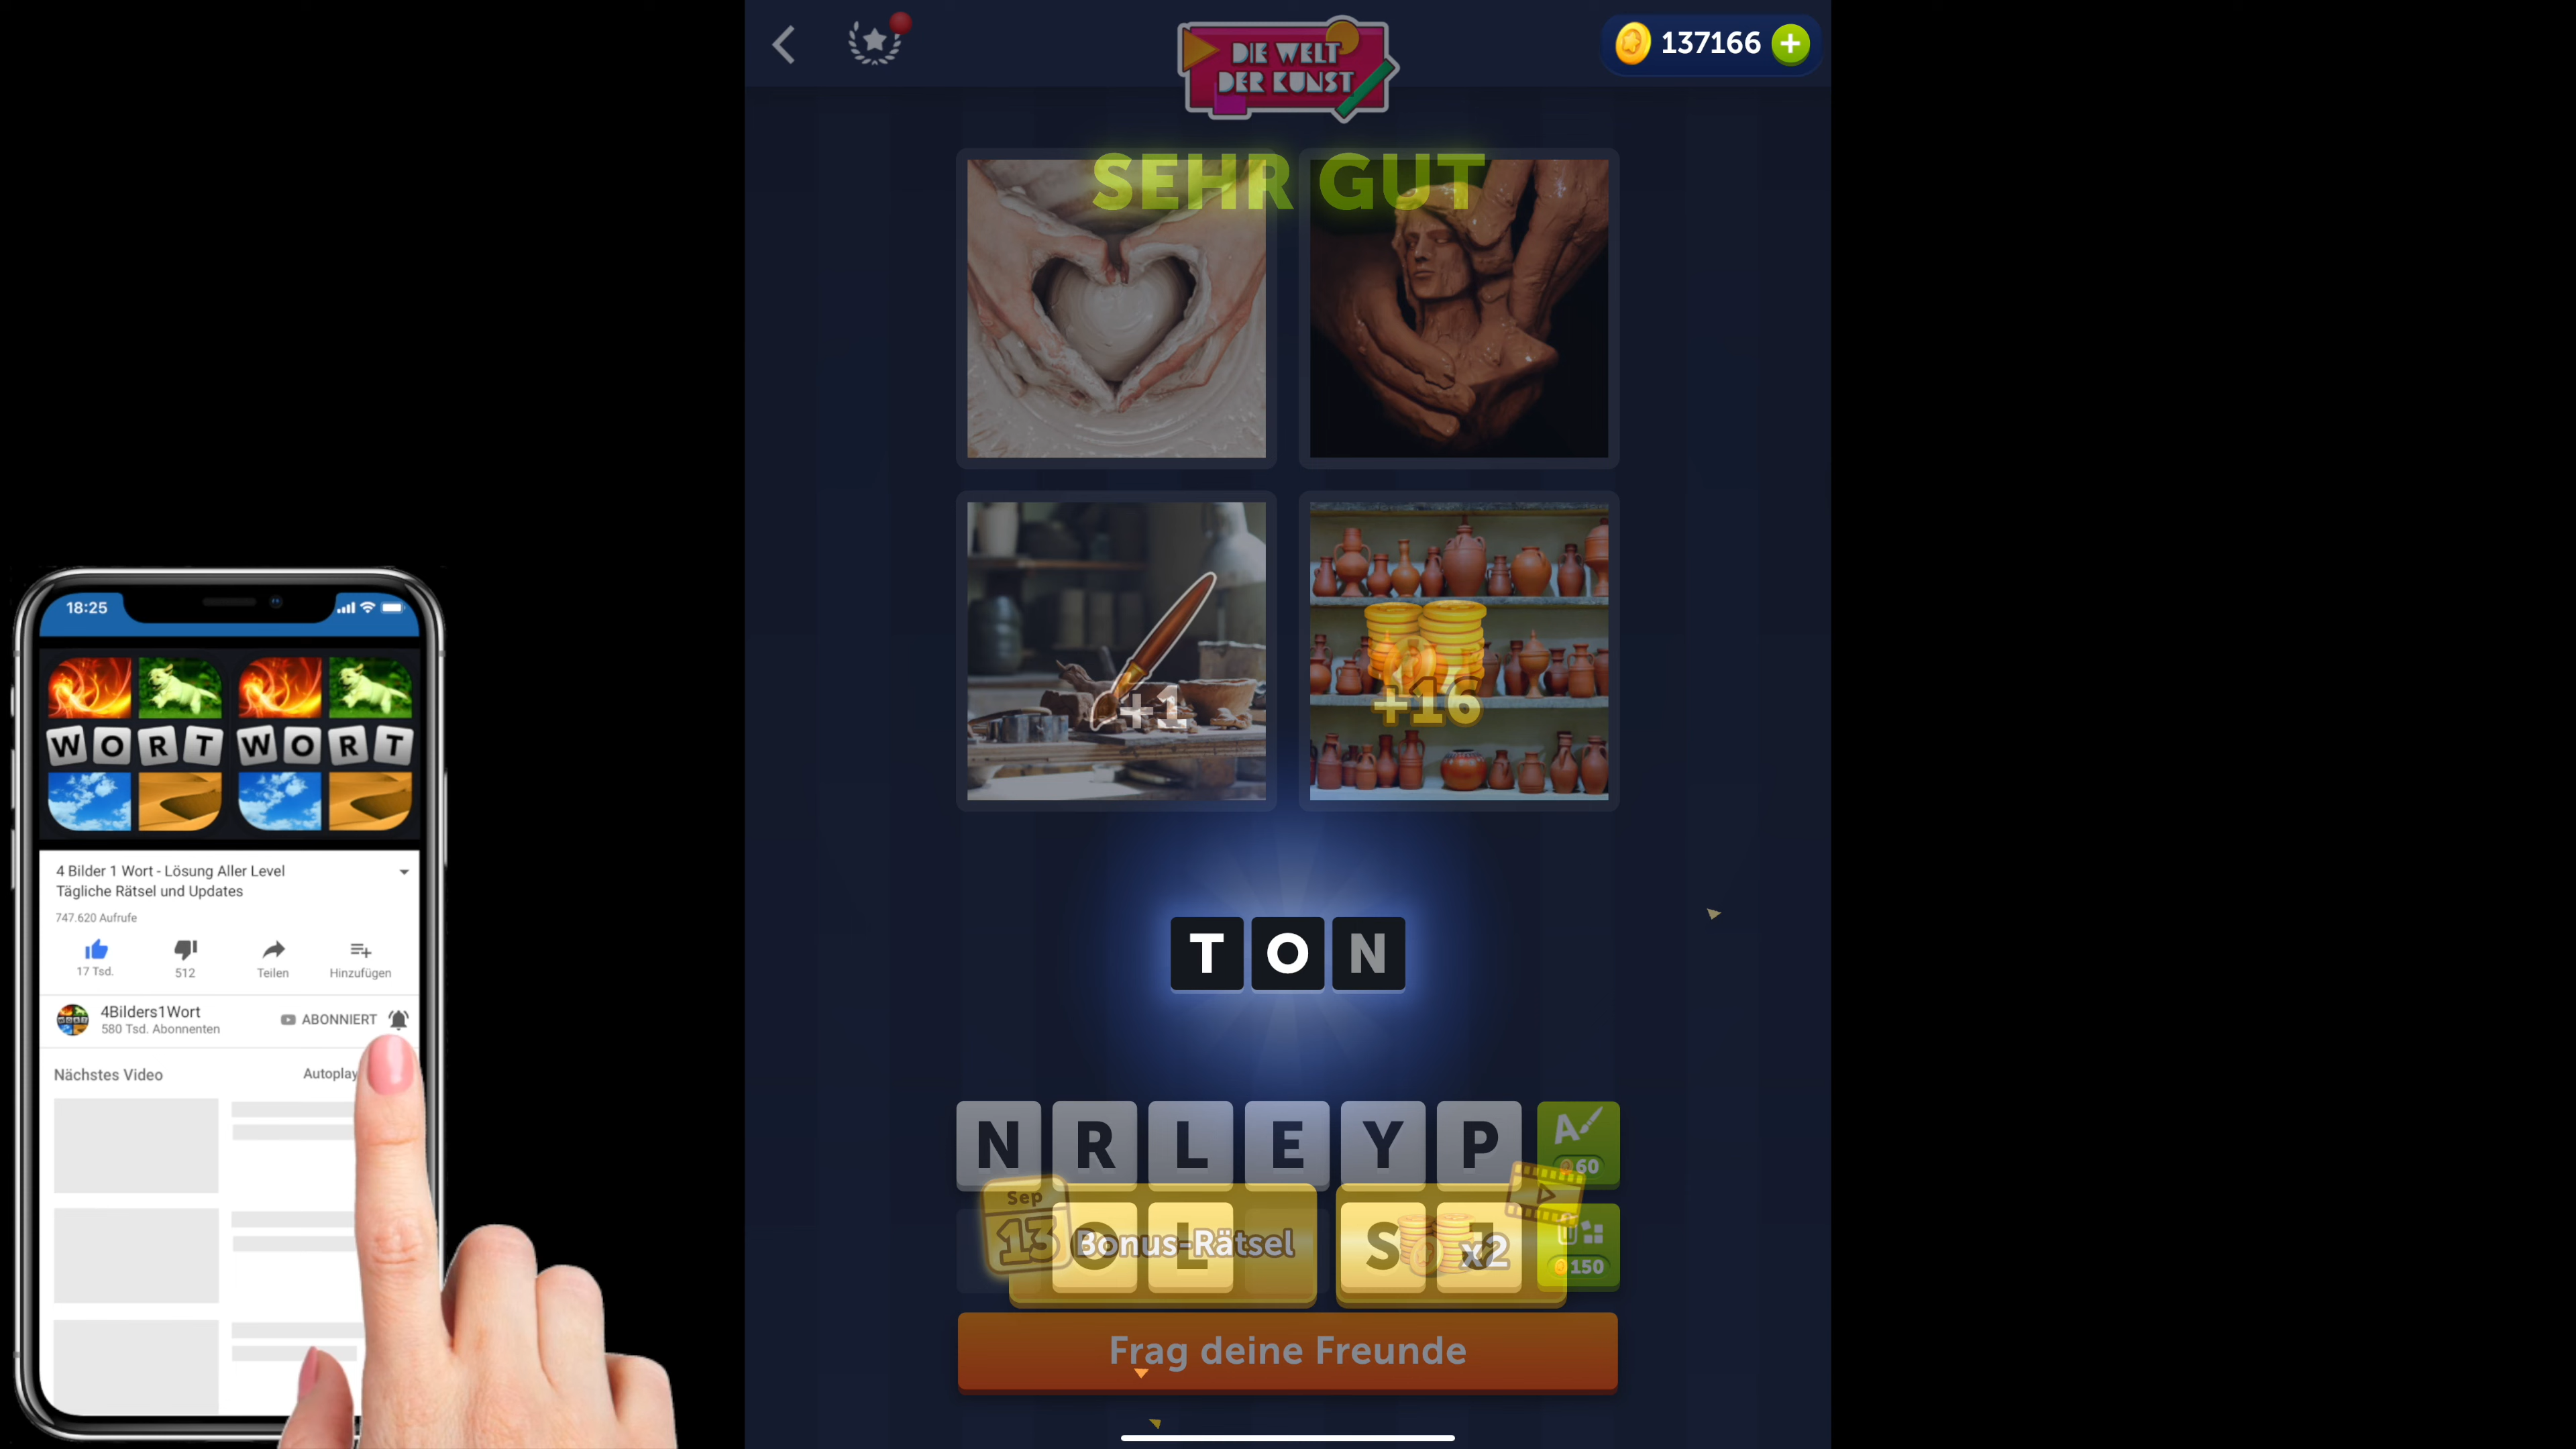 18:25
W O R T W O R T
4 Bilder 1 Wort - Lösung Aller Level
Tägliche Rätsel und Updates
747.620 Aufrufe
17 Tsd. 512 Teilen Hinzufügen
4Bilders1Wort
580 Tsd. Abonnenten
ABONNIERT
Nächstes Video Autoplay
DIE WELT
DER KUNST
137166
SEHR GUT
+1
+16
T O N
N R L E Y P
A
60
Sep
13
Bonus-Rätsel
O L S J
x2
150
Frag deine Freunde